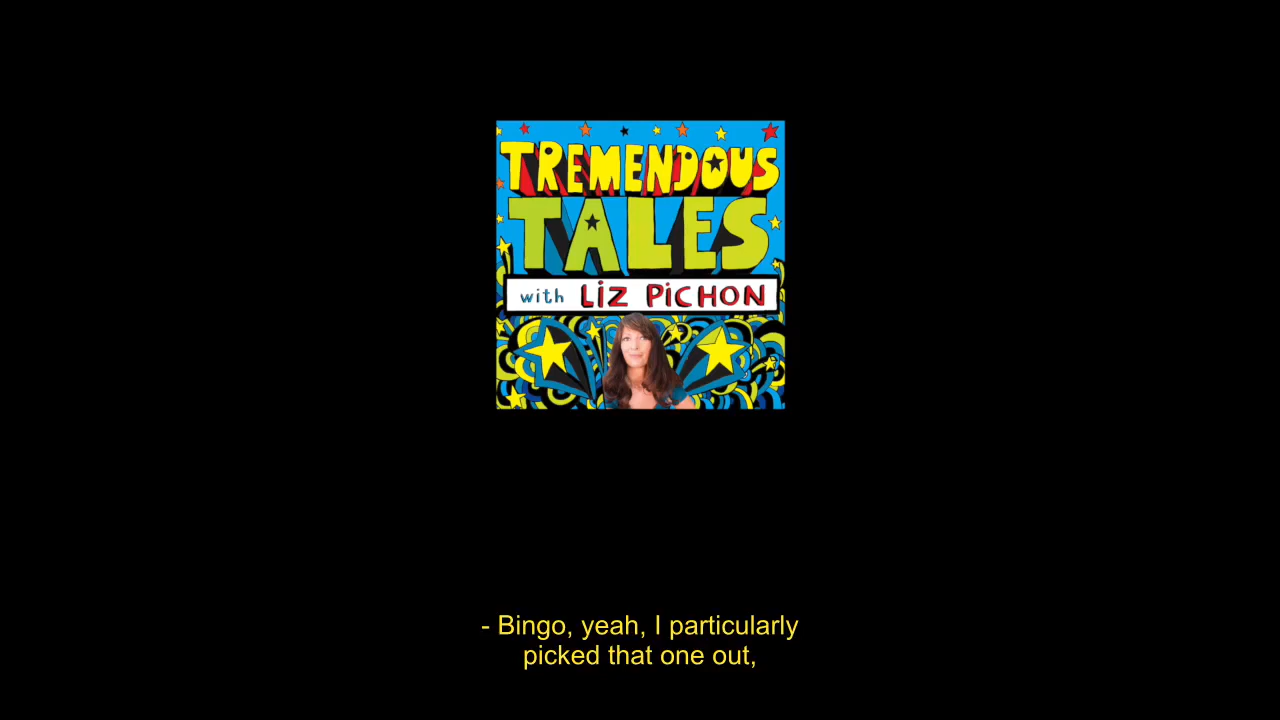 TREMENDOUS
TALES
with LIZ PiCHON
- Bingo, yeah, I particularly
picked that one out,